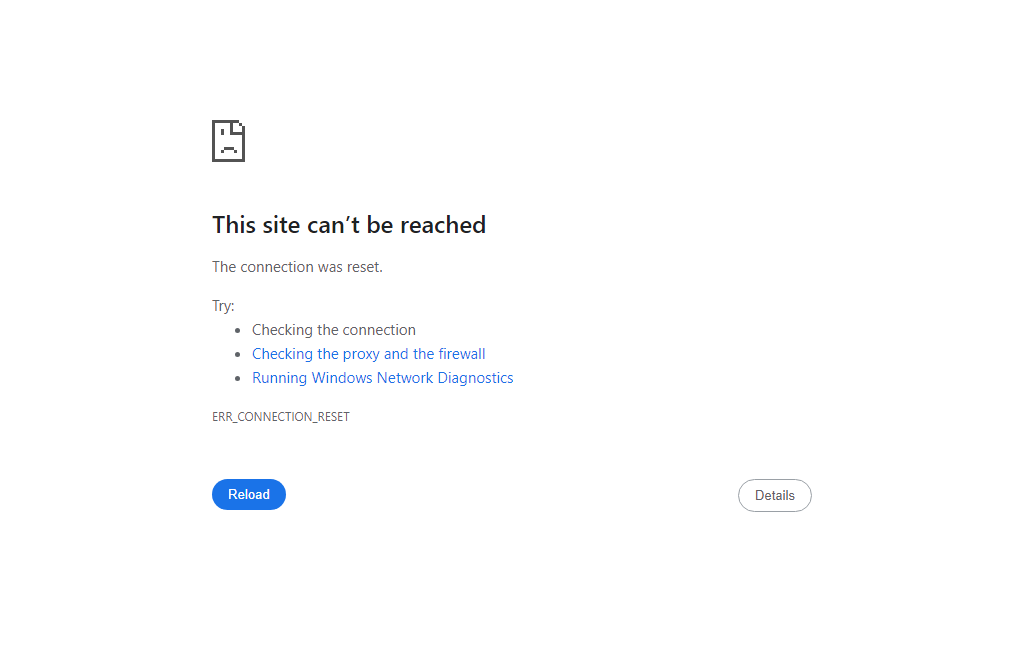 This site can’t be reached
The connection was reset.
Try:
Checking the connection
Checking the proxy and the firewall
Running Windows Network Diagnostics
ERR_CONNECTION_RESET
Reload
Details